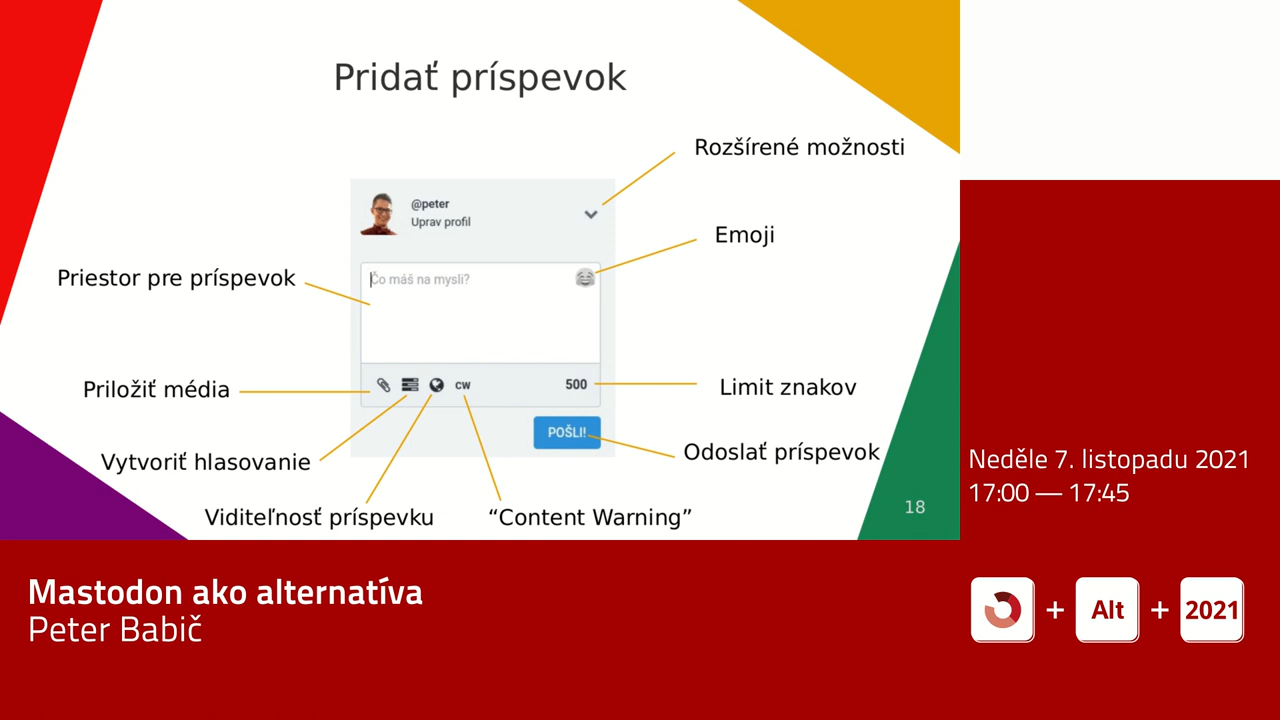 Pridať príspevok
Rozšírené možnosti
@peter
Uprav profil
Emoji
Priestor pre príspevok
Čo máš na mysli?
Priložiť média
CW
500
Limit znakov
POŠLI!
Odoslať príspevok
Vytvoriť hlasovanie
Viditeľnosť príspevku
“Content Warning”
18
Neděle 7. listopadu 2021
17:00 — 17:45
Mastodon ako alternatíva
Peter Babič
+ Alt + 2021